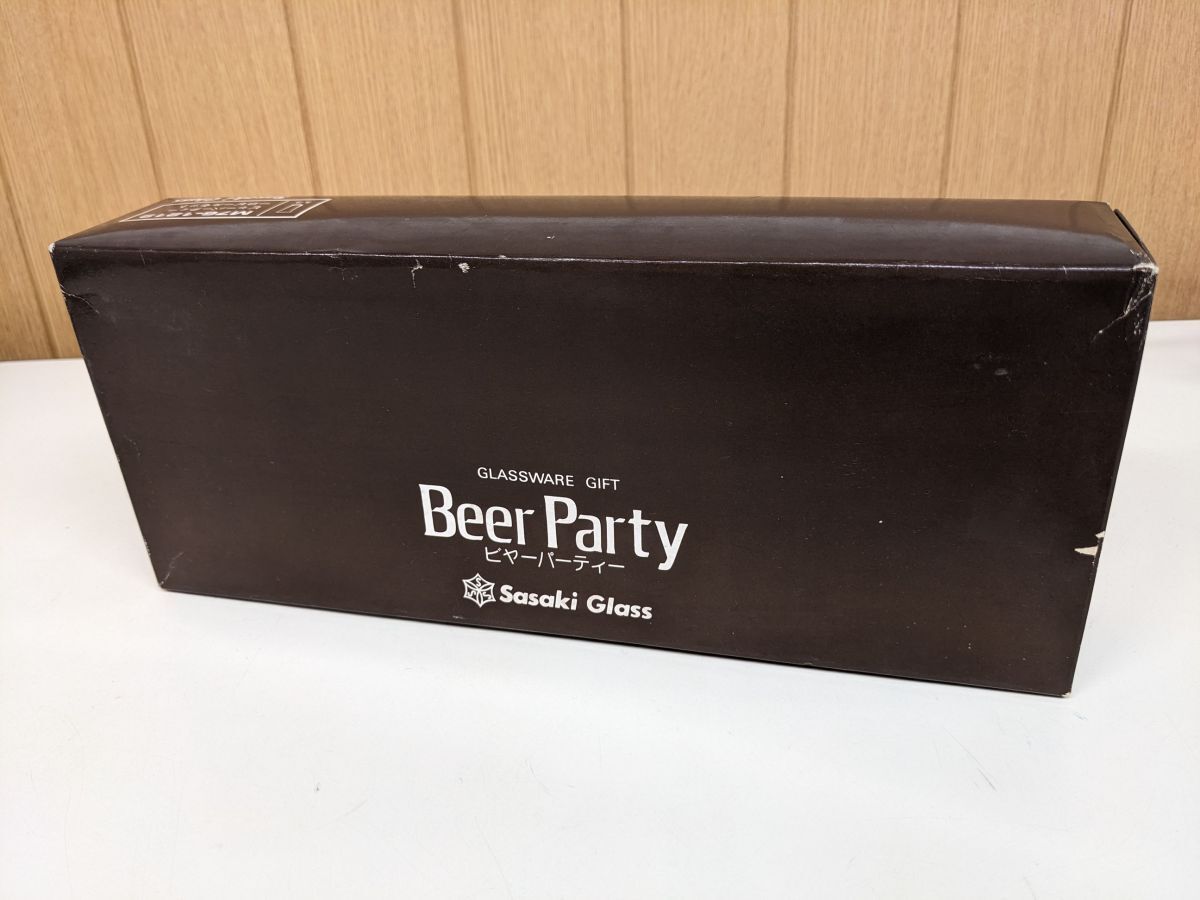 GLASSWARE GIFT
Beer Party
ビヤーパーティー
Sasaki Glass